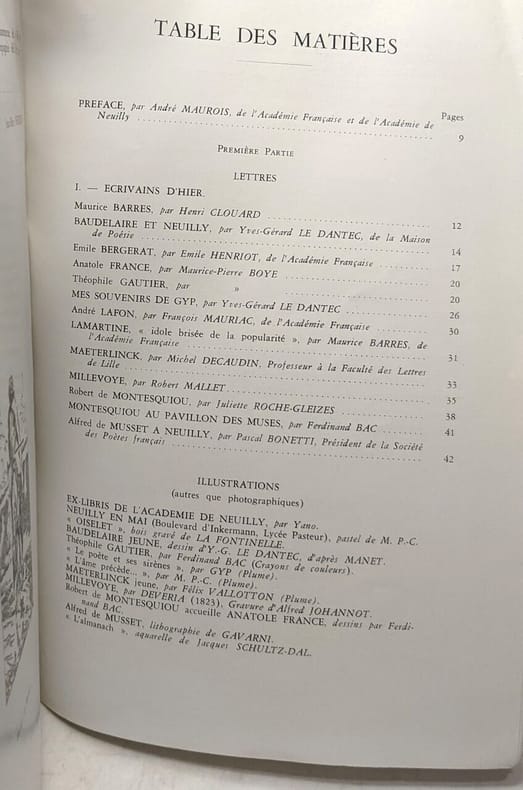 TABLE DES MATIÈRES
Pages
PREFACE, par André MAUROIS, de l'Académie Française et de l'Académie de
Neuilly 9
PREMIÈRE PARTIE
LETTRES
I. — ECRIVAINS D'HIER.
Maurice BARRES, par Henri CLOUARD 12
BAUDELAIRE ET NEUILLY, par Yves-Gérard LE DANTEC, de la Maison
de Poésie 14
Emile BERGERAT, par Emile HENRIOT, de l'Académie Française 17
Anatole FRANCE, par Maurice-Pierre BOYE 20
Théophile GAUTIER, par » 20
MES SOUVENIRS DE GYP, par Yves-Gérard LE DANTEC 26
André LAFON, par François MAURIAC, de l'Académie Française 30
LAMARTINE, « idole brisée de la popularité », par Maurice BARRES, de
l'Académie Française 31
MAETERLINCK, par Michel DECAUDIN, Professeur à la Faculté des Lettres
de Lille 33
MILLEVOYE, par Robert MALLET 35
Robert de MONTESQUIOU, par Juliette ROCHE-GLEIZES 38
MONTESQUIOU AU PAVILLON DES MUSES, par Ferdinand BAC 41
Alfred de MUSSET A NEUILLY, par Pascal BONETTI, Président de la Société
des Poètes français 42
ILLUSTRATIONS
(autres que photographiques)
EX-LIBRIS DE L'ACADEMIE DE NEUILLY, par Yano.
NEUILLY EN MAI (Boulevard d'Inkermann, Lycée Pasteur), pastel de M. P.-C.
« OISELET », bois gravé de LA FONTINELLE.
BAUDELAIRE JEUNE, dessin d'Y.-G. LE DANTEC, d'après MANET.
Théophile GAUTIER, par Ferdinand BAC (Crayons de couleurs).
« Le poète et ses sirènes », par GYP (Plume).
« L'âme précède... », par M. P.-C. (Plume).
MAETERLINCK jeune, par Félix VALLOTTON (Plume).
MILLEVOYE, par DEVERIA (1823), Gravure d'Alfred JOHANNOT.
Robert de MONTESQUIOU accueille ANATOLE FRANCE, dessins par Ferdi-
nand BAC.
Alfred de MUSSET, lithographie de GAVARNI.
« L'almanach », aquarelle de Jacques SCHULTZ-DAL.